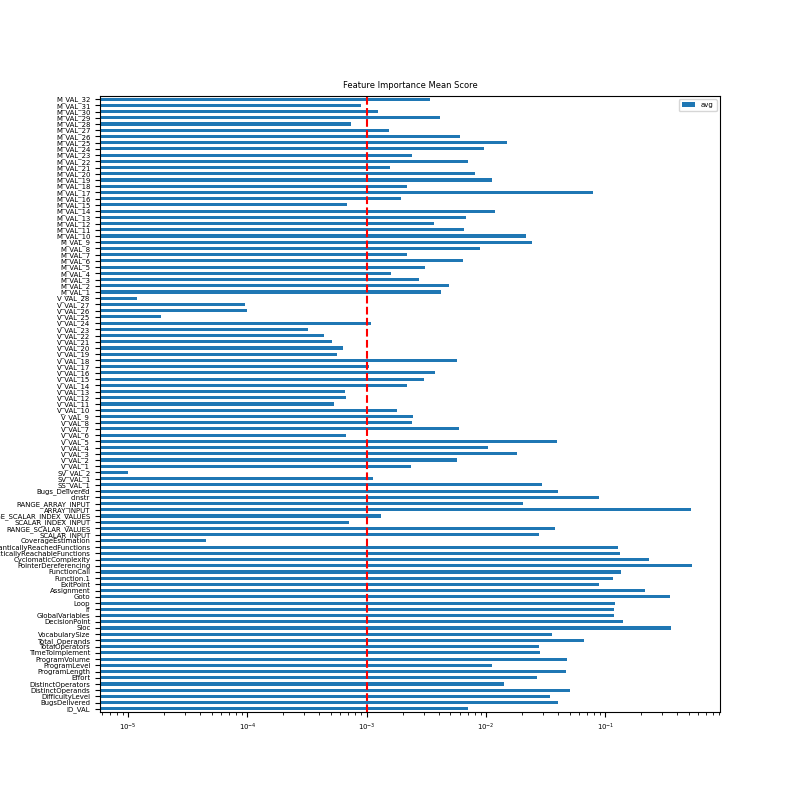 Feature Importance Mean Score
avg
M_VAL_32
M_VAL_31
M_VAL_30
M_VAL_29
M_VAL_28
M_VAL_27
M_VAL_26
M_VAL_25
M_VAL_24
M_VAL_23
M_VAL_22
M_VAL_21
M_VAL_20
M_VAL_19
M_VAL_18
M_VAL_17
M_VAL_16
M_VAL_15
M_VAL_14
M_VAL_13
M_VAL_12
M_VAL_11
M_VAL_10
M_VAL_9
M_VAL_8
M_VAL_7
M_VAL_6
M_VAL_5
M_VAL_4
M_VAL_3
M_VAL_2
M_VAL_1
V_VAL_28
V_VAL_27
V_VAL_26
V_VAL_25
V_VAL_24
V_VAL_23
V_VAL_22
V_VAL_21
V_VAL_20
V_VAL_19
V_VAL_18
V_VAL_17
V_VAL_16
V_VAL_15
V_VAL_14
V_VAL_13
V_VAL_12
V_VAL_11
V_VAL_10
V_VAL_9
V_VAL_8
V_VAL_7
V_VAL_6
V_VAL_5
V_VAL_4
V_VAL_3
V_VAL_2
V_VAL_1
SV_VAL_2
SV_VAL_1
SS_VAL_1
Bugs_Delivered
cinstr
RANGE_ARRAY_INPUT
ARRAY_INPUT
E_SCALAR_INDEX_VALUES
SCALAR_INDEX_INPUT
RANGE_SCALAR_VALUES
SCALAR_INPUT
CoverageEstimation
anticallyReachedFunctions
ticallyReachableFunctions
CyclomaticComplexity
PointerDereferencing
FunctionCall
Function.1
ExitPoint
Assignment
Goto
Loop
If
GlobalVariables
DecisionPoint
Sloc
VocabularySize
Total_Operands
TotalOperators
TimeToImplement
ProgramVolume
ProgramLevel
ProgramLength
Effort
DistinctOperators
DistinctOperands
DifficultyLevel
BugsDelivered
ID_VAL
10⁻⁵ 10⁻⁴ 10⁻³ 10⁻² 10⁻¹